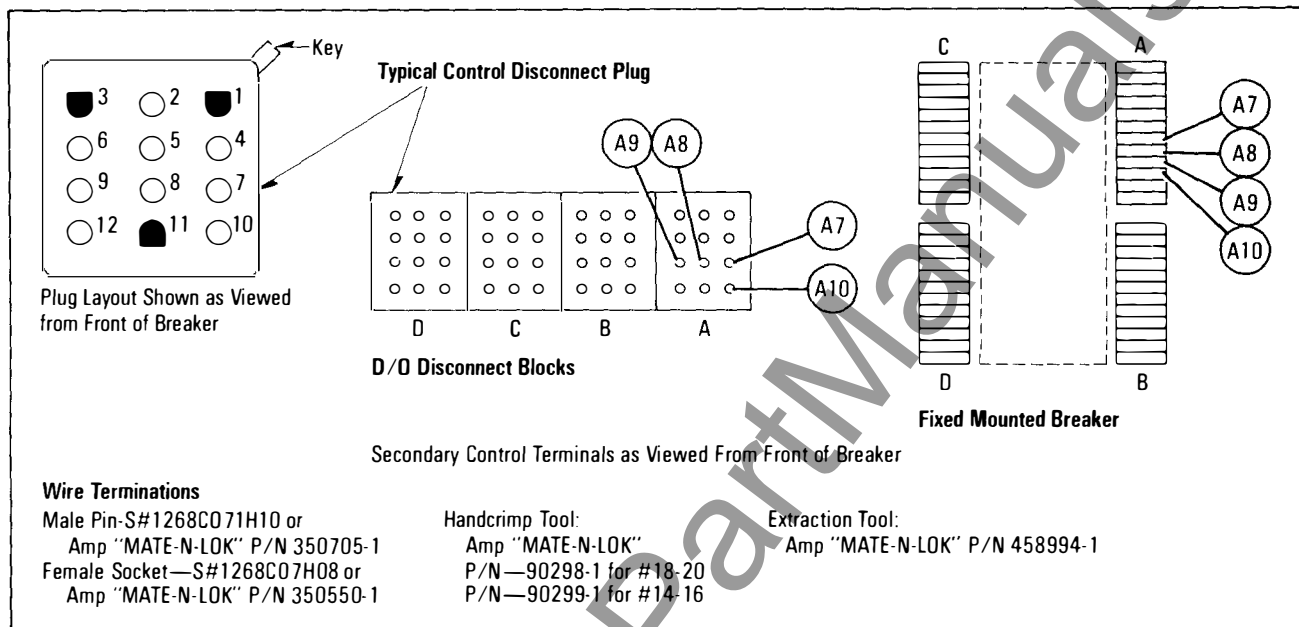 Key
3 2 1
6 5 4
9 8 7
12 11 10
Plug Layout Shown as Viewed
from Front of Breaker
Typical Control Disconnect Plug
A9 A8
A7
A10
D C B A
D/O Disconnect Blocks
C A
A7
A8
A9
A10
D B
Fixed Mounted Breaker
Secondary Control Terminals as Viewed From Front of Breaker
Wire Terminations
Male Pin-S#1268C071H10 or
Amp "MATE-N-LOK" P/N 350705-1
Female Socket—S#1268C07H08 or
Amp "MATE-N-LOK" P/N 350550-1
Handcrimp Tool:
Amp "MATE-N-LOK"
P/N—90298-1 for #18-20
P/N—90299-1 for #14-16
Extraction Tool:
Amp "MATE-N-LOK" P/N 458994-1
PartManuals